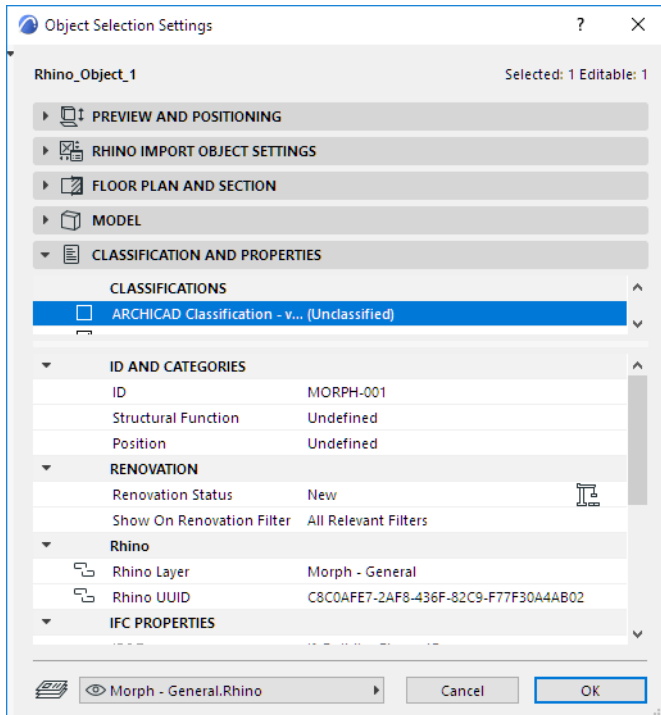 Object Selection Settings ? ×
Rhino_Object_1 Selected: 1 Editable: 1
PREVIEW AND POSITIONING
RHINO IMPORT OBJECT SETTINGS
FLOOR PLAN AND SECTION
MODEL
CLASSIFICATION AND PROPERTIES
CLASSIFICATIONS
ARCHICAD Classification - v... (Unclassified)
ID AND CATEGORIES
ID MORPH-001
Structural Function Undefined
Position Undefined
RENOVATION
Renovation Status New
Show On Renovation Filter All Relevant Filters
Rhino
Rhino Layer Morph - General
Rhino UUID C8C0AFE7-2AF8-436F-82C9-F77F30A4AB02
IFC PROPERTIES
Morph - General.Rhino Cancel OK